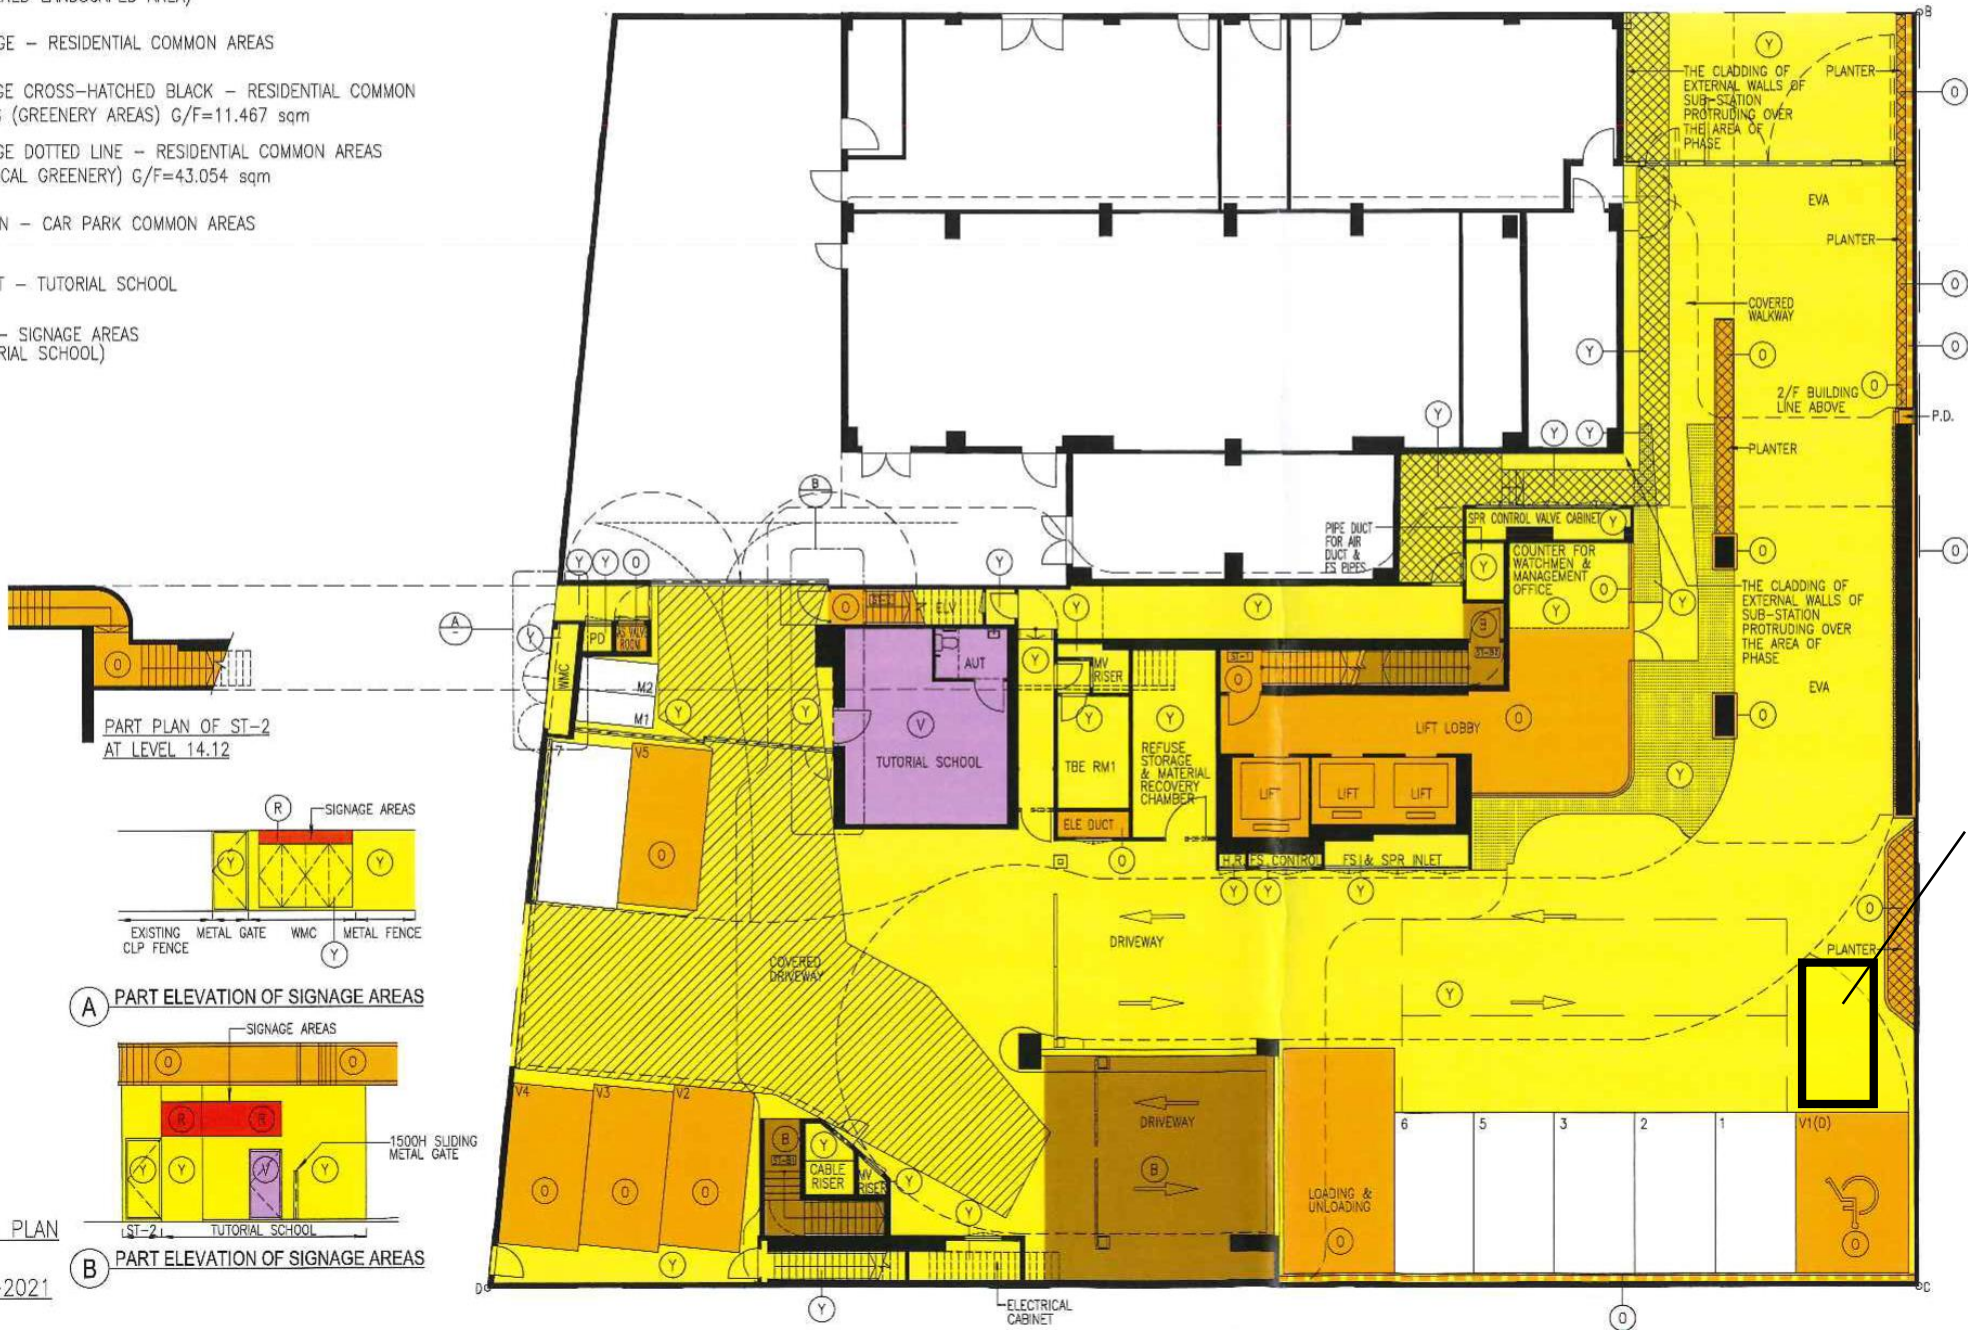 GE – RESIDENTIAL COMMON AREAS
GE CROSS-HATCHED BLACK – RESIDENTIAL COMMON
(GREENERY AREAS) G/F=11.467 sqm
GE DOTTED LINE – RESIDENTIAL COMMON AREAS
ICAL GREENERY) G/F=43.054 sqm
N – CAR PARK COMMON AREAS
T – TUTORIAL SCHOOL
– SIGNAGE AREAS
RIAL SCHOOL)
B
Y
THE CLADDING OF
EXTERNAL WALLS OF
SUB-STATION
PROTRUDING OVER
THE AREA OF
PHASE
PLANTER
O
EVA
PLANTER
O
COVERED
WALKWAY
O
O
Y
2/F BUILDING
LINE ABOVE
O
P.D.
Y
Y
Y
PLANTER
B
PIPE DUCT
FOR AIR
DUCT &
FS PIPES
SPR CONTROL VALVE CABINET
Y
Y
COUNTER FOR
WATCHMEN &
MANAGEMENT
OFFICE
Y
O
O
O
THE CLADDING OF
EXTERNAL WALLS OF
SUB-STATION
PROTRUDING OVER
THE AREA OF
PHASE
Y
EVA
Y
Y
O
Y
A
Y
PD
ROOM
WMC
M2
M1
Y
Y
O
ELV
Y
Y
Y
AUT
V
TUTORIAL SCHOOL
MV
RISER
Y
TBE RM1
ELE DUCT
O
Y
REFUSE
STORAGE
& MATERIAL
RECOVERY
CHAMBER
ST-1
O
B
LIFT LOBBY
O
O
Y
LIFT
LIFT
LIFT
H.R.
FS CONTROL
FSI & SPR INLET
Y
Y
Y
O
PART PLAN OF ST-2
AT LEVEL 14.12
V5
O
R
SIGNAGE AREAS
Y
Y
EXISTING
CLP FENCE
METAL GATE
WMC
METAL FENCE
Y
A
PART ELEVATION OF SIGNAGE AREAS
COVERED
DRIVEWAY
DRIVEWAY
Y
O
PLANTER
SIGNAGE AREAS
O
O
R
R
Y
Y
V
Y
1500H SLIDING
METAL GATE
ST-2
TUTORIAL SCHOOL
B
PART ELEVATION OF SIGNAGE AREAS
PLAN
-2021
V4
V3
V2
O
O
O
B
Y
CABLE
RISER
MV
RISER
Y
Y
Y
DRIVEWAY
B
LOADING &
UNLOADING
O
6
5
3
2
1
V1(D)
O
D
Y
ELECTRICAL
CABINET
O
C